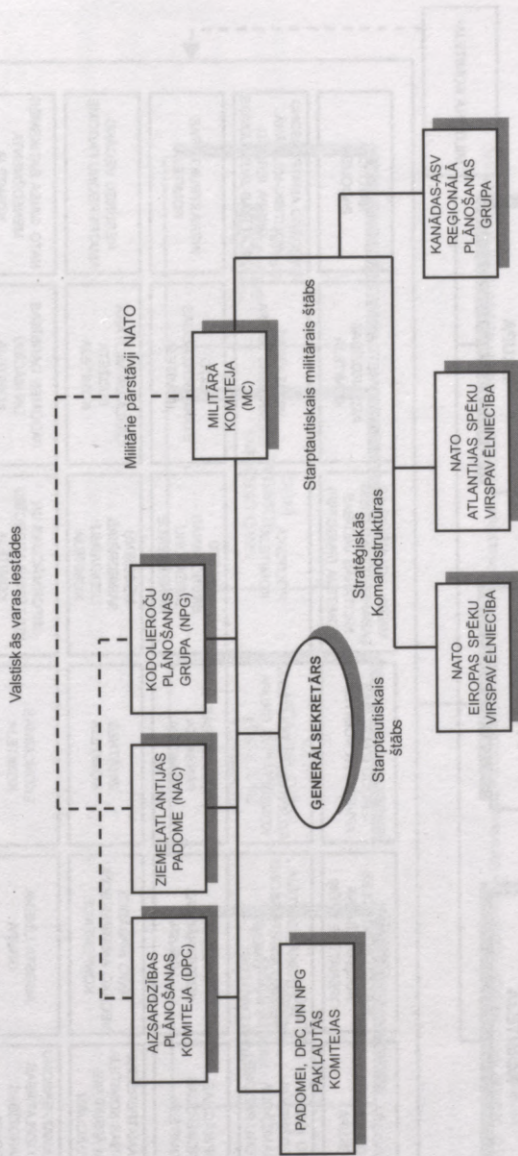 Valstiskās varas iestādes
Militārie pārstāvji NATO
AIZSARDZĪBAS
PLĀNOŠANAS
KOMITEJA (DPC)
ZIEMEĻATLANTIJAS
PADOME (NAC)
KODOLIEROČU
PLĀNOŠANAS
GRUPA (NPG)
MILITĀRĀ
KOMITEJA
(MC)
PADOMEI, DPC UN NPG
PAKĻAUTĀS
KOMITEJAS
ĢENERĀLSEKRETĀRS
Starptautiskais
štābs
Starptautiskais militārais štābs
Stratēģiskās
Komandstruktūras
NATO
EIROPAS SPĒKU
VIRSPAVĒLNIECĪBA
NATO
ATLANTIJAS SPĒKU
VIRSPAVĒLNIECĪBA
KANĀDAS-ASV
REĢIONĀLĀ
PLĀNOŠANAS
GRUPA